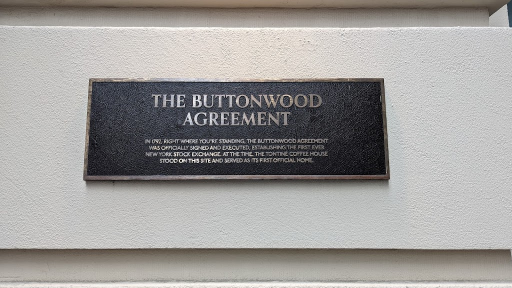 THE BUTTONWOOD
AGREEMENT
IN 1792, RIGHT WHERE YOU'RE STANDING, THE BUTTONWOOD AGREEMENT
WAS OFFICIALLY SIGNED AND EXECUTED, ESTABLISHING THE FIRST EVER
NEW YORK STOCK EXCHANGE. AT THE TIME, THE TONTINE COFFEE HOUSE
STOOD ON THIS SITE AND SERVED AS ITS FIRST OFFICIAL HOME.